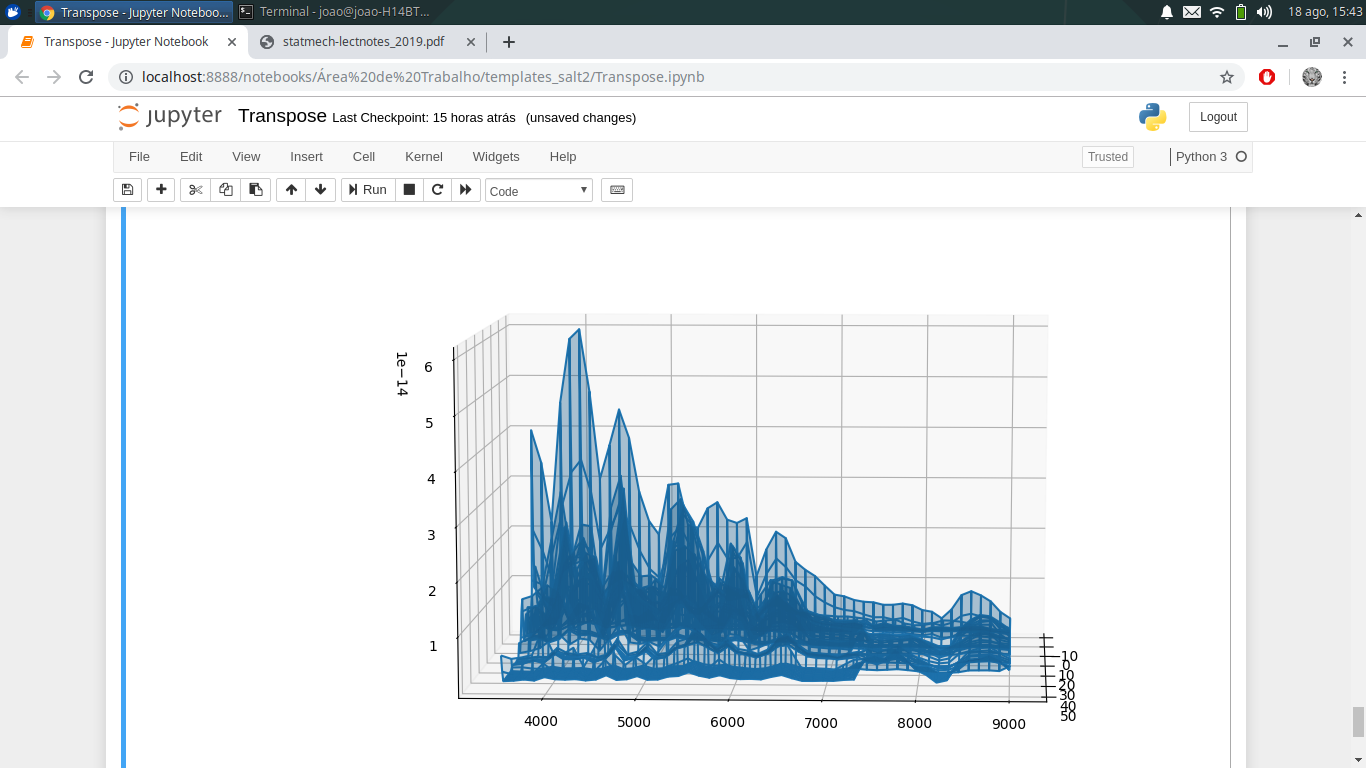 Transpose - Jupyter Noteboo... Terminal - joao@joao-H14BT... 18 ago, 15:43
Transpose - Jupyter Notebook statmech-lectnotes_2019.pdf
localhost:8888/notebooks/Área%20de%20Trabalho/templates_salt2/Transpose.ipynb
jupyter Transpose Last Checkpoint: 15 horas atrás (unsaved changes) Logout
File Edit View Insert Cell Kernel Widgets Help Trusted Python 3
Run Code
1e−14
6
5
4
3
2
1
−10
0
10
20
30
40
50
4000 5000 6000 7000 8000 9000